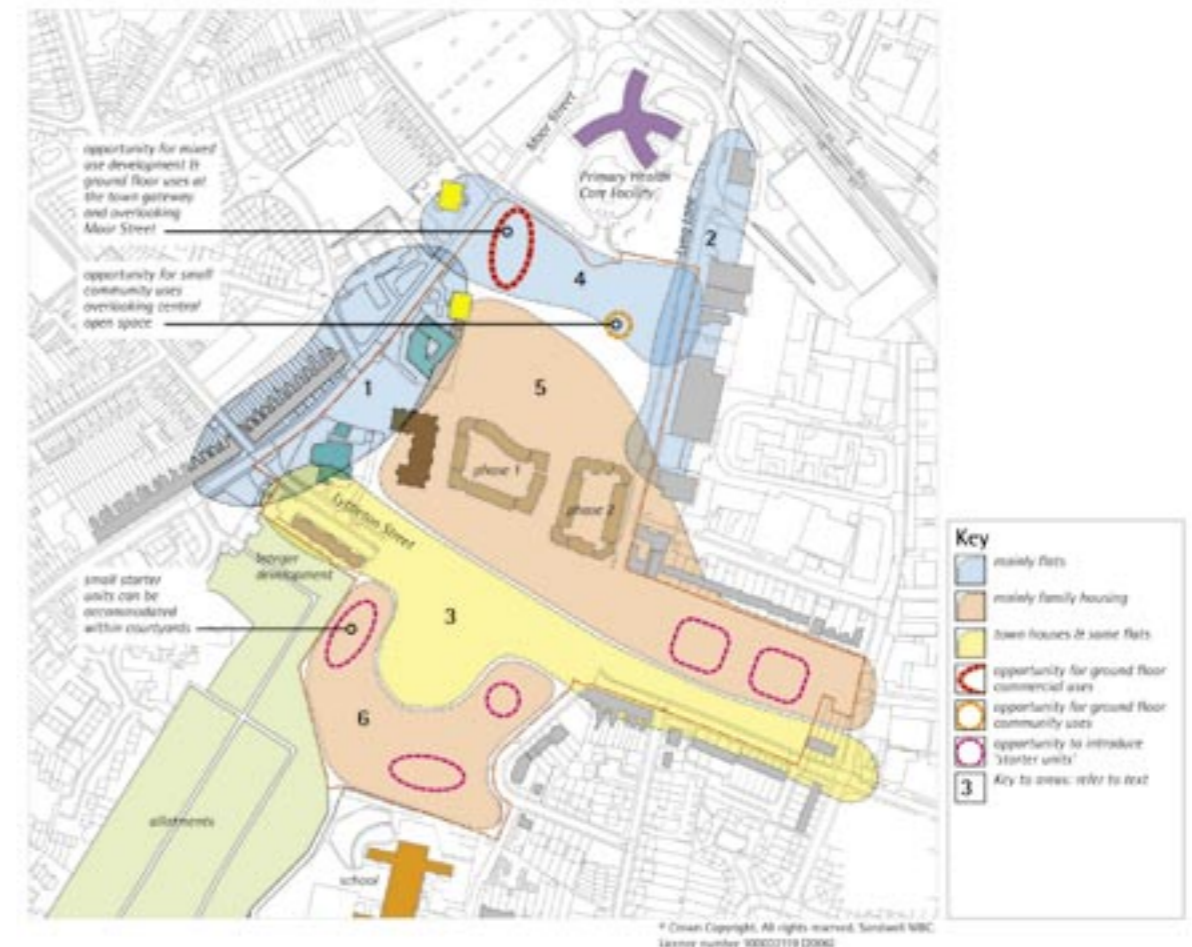 opportunity for mixed
use development &
ground floor uses at
the town gateway
and overlooking
Moor Street
opportunity for small
community uses
overlooking central
open space
small starter
units can be
accommodated
within courtyards
Moor Street
Primary Health
Care Facility
2
4
5
1
phase 1
phase 2
Lyttleton Street
development
3
6
allotments
school
Key
mainly flats
mainly family housing
town houses & some flats
opportunity for ground floor
commercial uses
opportunity for ground floor
community uses
opportunity to introduce
'starter units'
3
Key to areas: refer to text
© Crown Copyright, All rights reserved, Sandwell MBC
Licence number